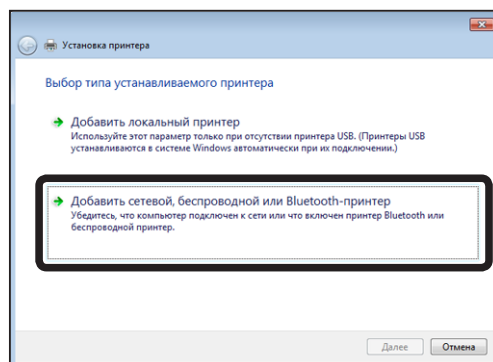 Установка принтера
Выбор типа устанавливаемого принтера
Добавить локальный принтер
Используйте этот параметр только при отсутствии принтера USB. (Принтеры USB
устанавливаются в системе Windows автоматически при их подключении.)
Добавить сетевой, беспроводной или Bluetooth-принтер
Убедитесь, что компьютер подключен к сети или что включен принтер Bluetooth или
беспроводной принтер.
Далее Отмена